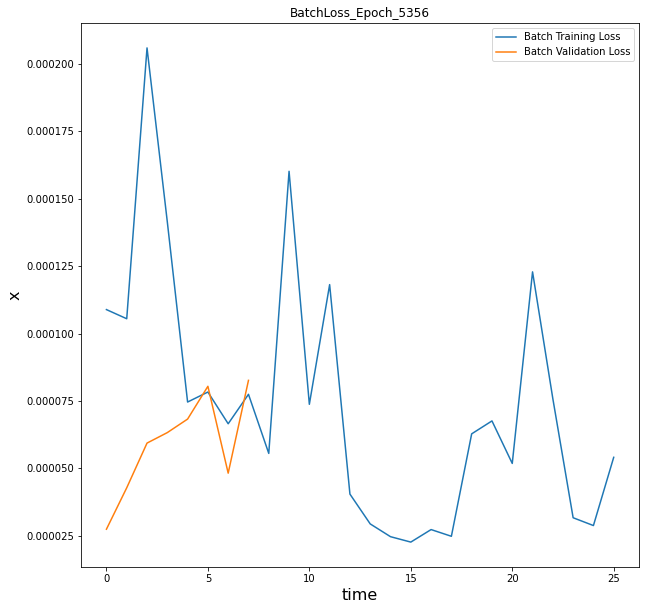 BatchLoss_Epoch_5356
Batch Training Loss
Batch Validation Loss
0.000200
0.000175
0.000150
0.000125
0.000100
0.000075
0.000050
0.000025
x
0 5 10 15 20 25
time